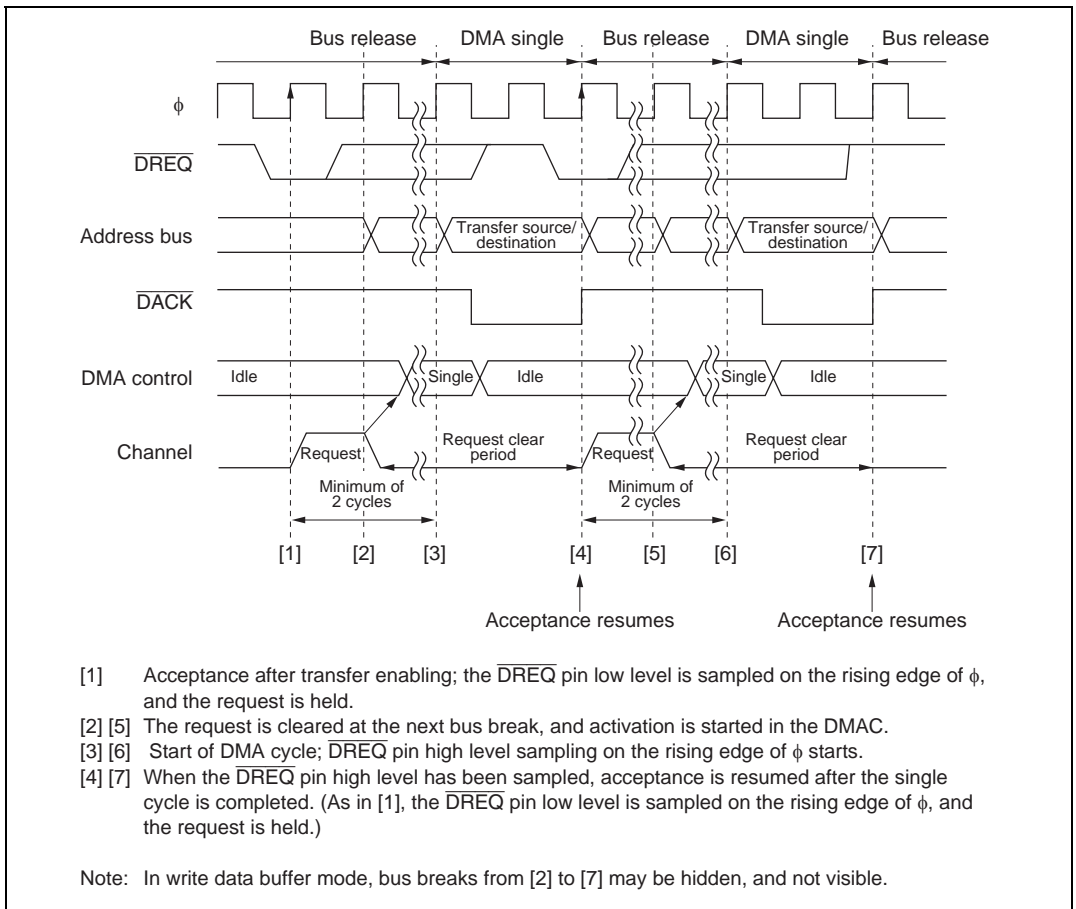 Bus release DMA single Bus release DMA single Bus release
ϕ
DREQ
Address bus
Transfer source/
destination
Transfer source/
destination
DACK
DMA control
Idle Single Idle Single Idle
Channel
Request
Request clear
period
Request
Request clear
period
Minimum of
2 cycles
Minimum of
2 cycles
[1] [2] [3] [4] [5] [6] [7]
Acceptance resumes Acceptance resumes
[1] Acceptance after transfer enabling; the DREQ pin low level is sampled on the rising edge of ϕ,
and the request is held.
[2] [5] The request is cleared at the next bus break, and activation is started in the DMAC.
[3] [6] Start of DMA cycle; DREQ pin high level sampling on the rising edge of ϕ starts.
[4] [7] When the DREQ pin high level has been sampled, acceptance is resumed after the single
cycle is completed. (As in [1], the DREQ pin low level is sampled on the rising edge of ϕ, and
the request is held.)
Note: In write data buffer mode, bus breaks from [2] to [7] may be hidden, and not visible.